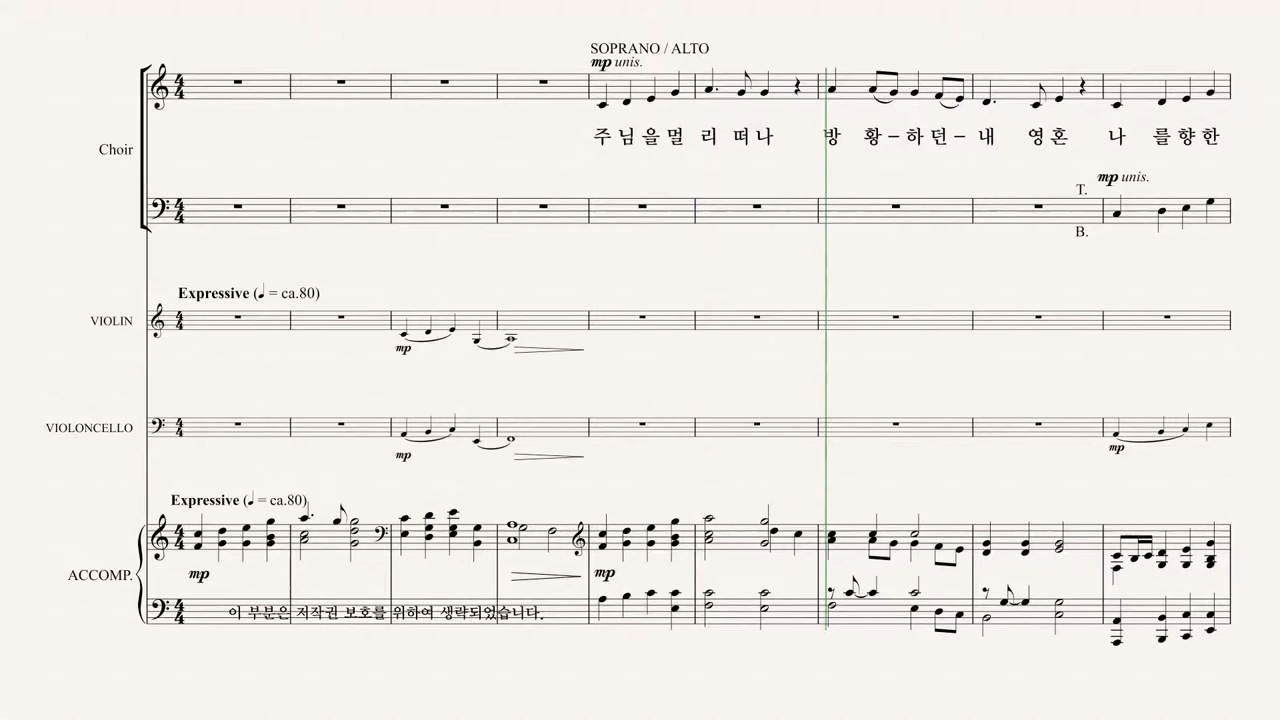 SOPRANO / ALTO
mp unis.
주님을멀 리 떠나 방 황–하던–내 영혼 나 를향한
Choir
mp unis.
T.
B.
Expressive (♩ = ca.80)
VIOLIN
mp
VIOLONCELLO
mp
mp
Expressive (♩ = ca.80)
mp
mp
ACCOMP.
이 부분은 저작권 보호를 위하여 생략되었습니다.